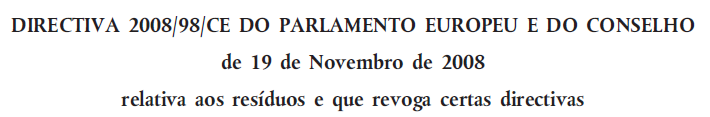 DIRECTIVA 2008/98/CE DO PARLAMENTO EUROPEU E DO CONSELHO
de 19 de Novembro de 2008
relativa aos resíduos e que revoga certas directivas